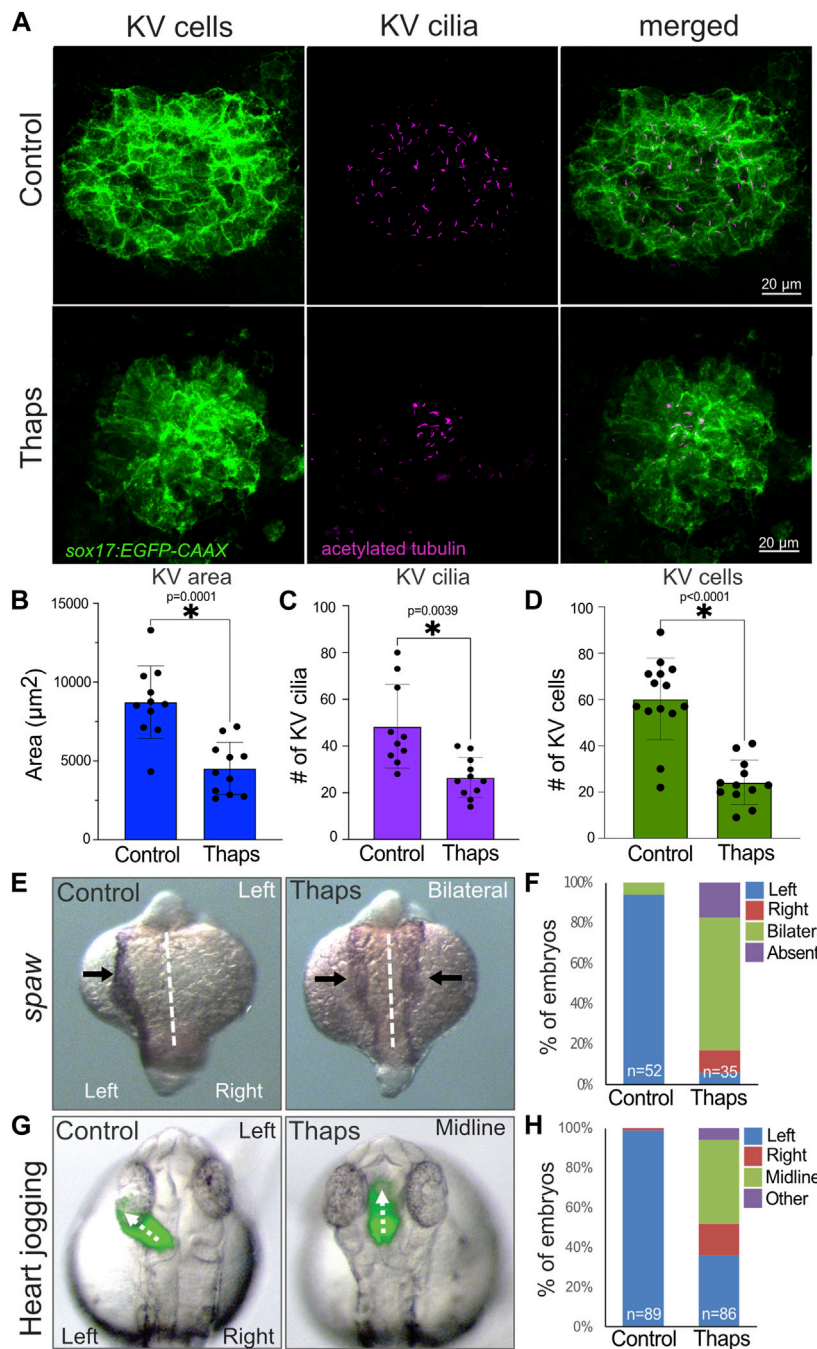 A
KV cells
KV cilia
merged
Control
20 µm
Thaps
sox17:EGFP-CAAX
acetylated tubulin
20 µm
B
KV area
p=0.0001
*
15000
10000
5000
0
Area (µm2)
Control
Thaps
C
KV cilia
p=0.0039
*
100
80
60
40
20
0
# of KV cilia
Control
Thaps
D
KV cells
p<0.0001
*
100
80
60
40
20
0
# of KV cells
Control
Thaps
E
spaw
Control
Left
Left
Right
Thaps
Bilateral
F
100%
80%
60%
40%
20%
0%
% of embryos
n=52
n=35
Control
Thaps
Left
Right
Bilater
Absent
G
Heart jogging
Control
Left
Left
Right
Thaps
Midline
H
100%
80%
60%
40%
20%
0%
% of embryos
n=89
n=86
Control
Thaps
Left
Right
Midline
Other